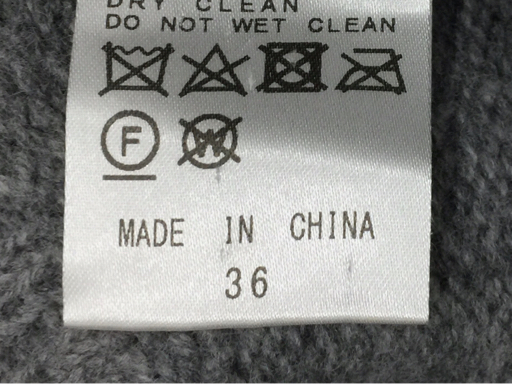 DRY CLEAN
DO NOT WET CLEAN
F W
MADE IN CHINA
36